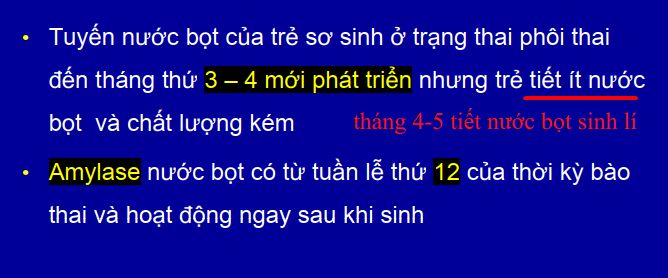 • Tuyến nước bọt của trẻ sơ sinh ở trạng thai phôi thai
đến tháng thứ 3 – 4 mới phát triển nhưng trẻ tiết ít nước
bọt và chất lượng kém tháng 4-5 tiết nước bọt sinh lí
• Amylase nước bọt có từ tuần lễ thứ 12 của thời kỳ bào
thai và hoạt động ngay sau khi sinh